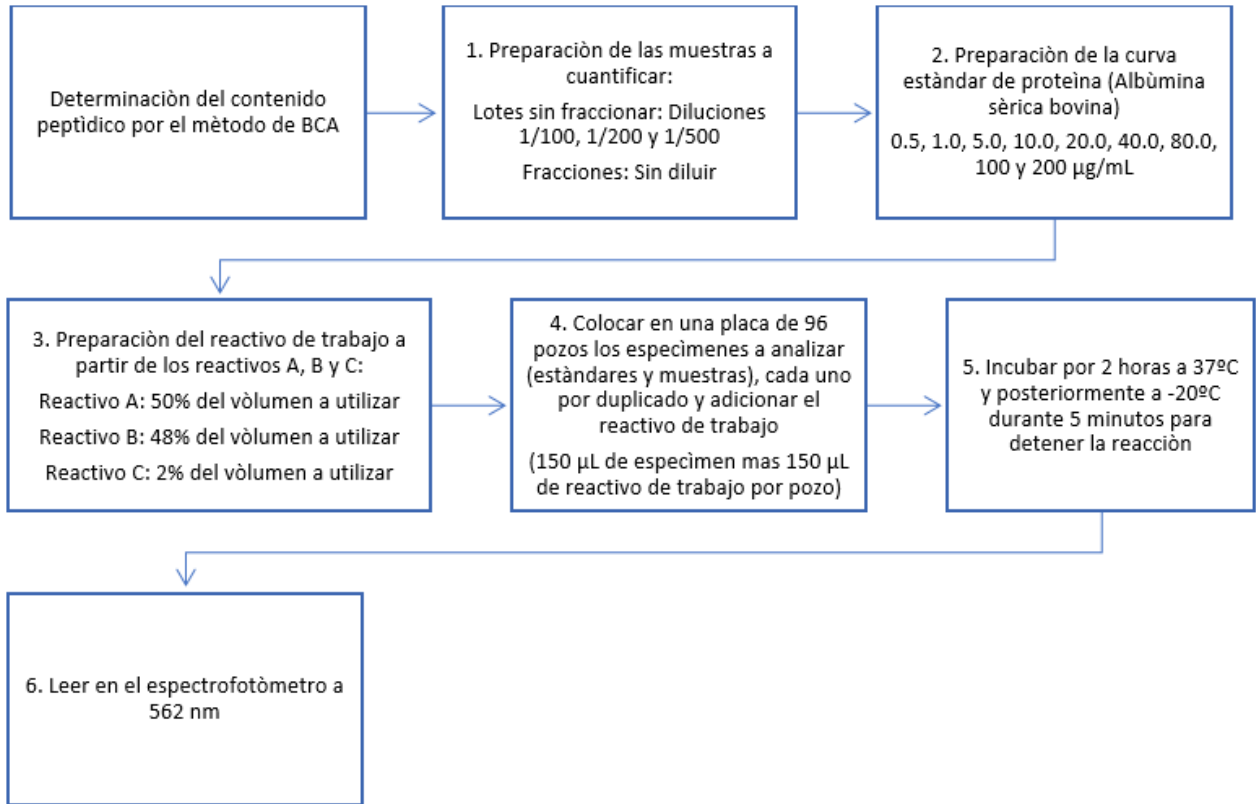 Determinaciòn del contenido
peptìdico por el mètodo de BCA
1. Preparaciòn de las muestras a
cuantificar:
Lotes sin fraccionar: Diluciones
1/100, 1/200 y 1/500
Fracciones: Sin diluir
2. Preparaciòn de la curva
estàndar de proteìna (Albùmina
sèrica bovina)
0.5, 1.0, 5.0, 10.0, 20.0, 40.0, 80.0,
100 y 200 µg/mL
3. Preparaciòn del reactivo de trabajo a
partir de los reactivos A, B y C:
Reactivo A: 50% del vòlumen a utilizar
Reactivo B: 48% del vòlumen a utilizar
Reactivo C: 2% del vòlumen a utilizar
4. Colocar en una placa de 96
pozos los especìmenes a analizar
(estàndares y muestras), cada uno
por duplicado y adicionar el
reactivo de trabajo
(150 µL de especìmen mas 150 µL
de reactivo de trabajo por pozo)
5. Incubar por 2 horas a 37ºC
y posteriormente a -20ºC
durante 5 minutos para
detener la reacciòn
6. Leer en el espectrofotòmetro a
562 nm